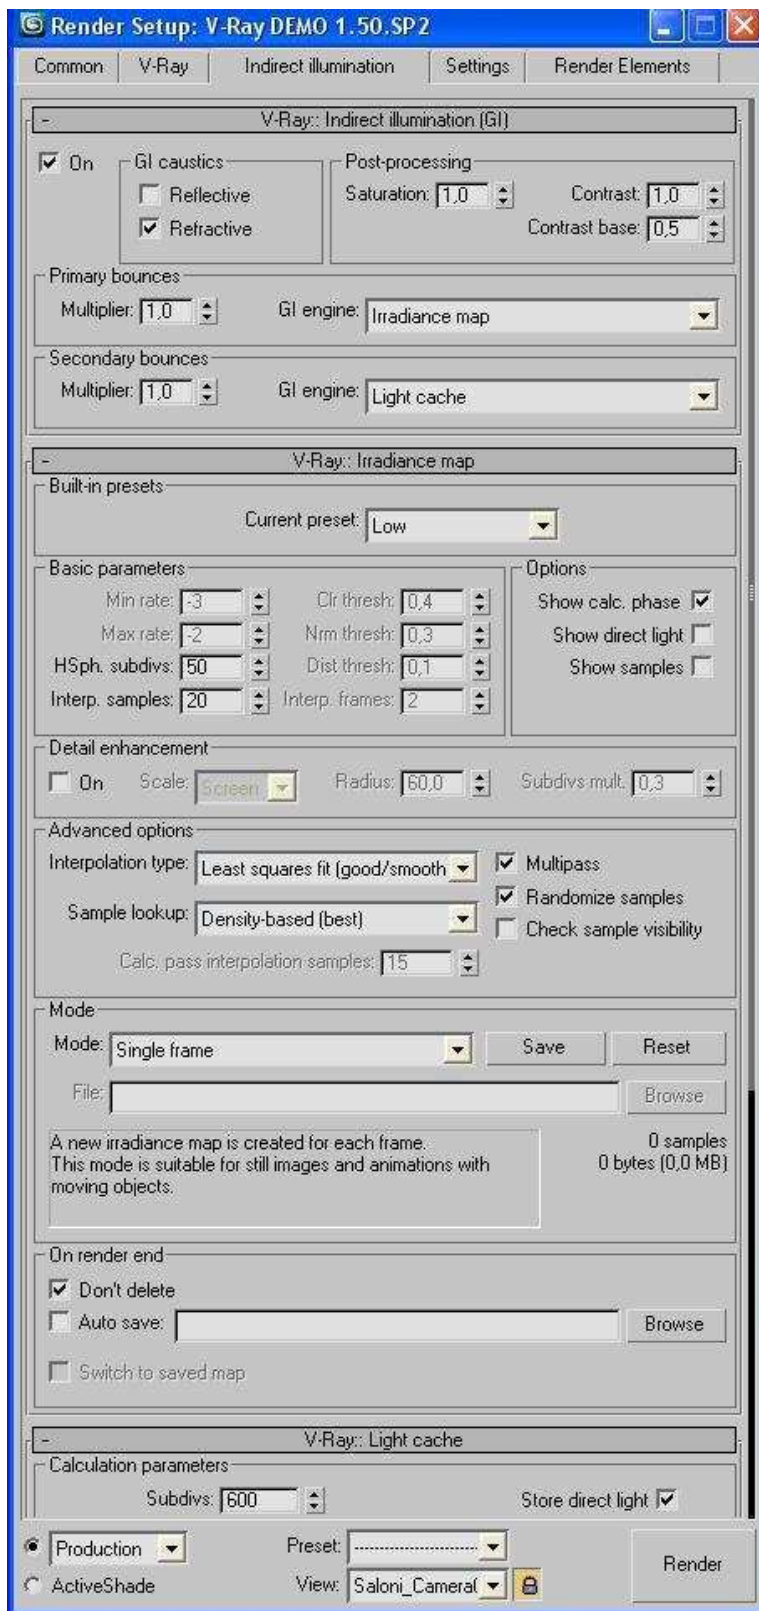 Render Setup: V-Ray DEMO 1.50.SP2
Common V-Ray Indirect illumination Settings Render Elements
- V-Ray:: Indirect illumination (GI)
On
GI caustics
Reflective
Refractive
Post-processing
Saturation: 1,0 Contrast: 1,0
Contrast base: 0,5
Primary bounces
Multiplier: 1,0 GI engine: Irradiance map
Secondary bounces
Multiplier: 1,0 GI engine: Light cache
- V-Ray:: Irradiance map
Built-in presets
Current preset: Low
Basic parameters
Min rate: -3 Clr thresh: 0,4
Max rate: -2 Nrm thresh: 0,3
HSph. subdivs: 50 Dist thresh: 0,1
Interp. samples: 20 Interp. frames: 2
Options
Show calc. phase
Show direct light
Show samples
Detail enhancement
On Scale: Screen Radius: 60,0 Subdivs mult. 0,3
Advanced options
Interpolation type: Least squares fit (good/smooth
Sample lookup: Density-based (best)
Calc. pass interpolation samples: 15
Multipass
Randomize samples
Check sample visibility
Mode
Mode: Single frame Save Reset
File: Browse
A new irradiance map is created for each frame.
This mode is suitable for still images and animations with
moving objects.
0 samples
0 bytes (0,0 MB)
On render end
Don't delete
Auto save: Browse
Switch to saved map
- V-Ray:: Light cache
Calculation parameters
Subdivs: 600 Store direct light
Production Preset: -------------------------
ActiveShade View: Saloni_Camera(
Render